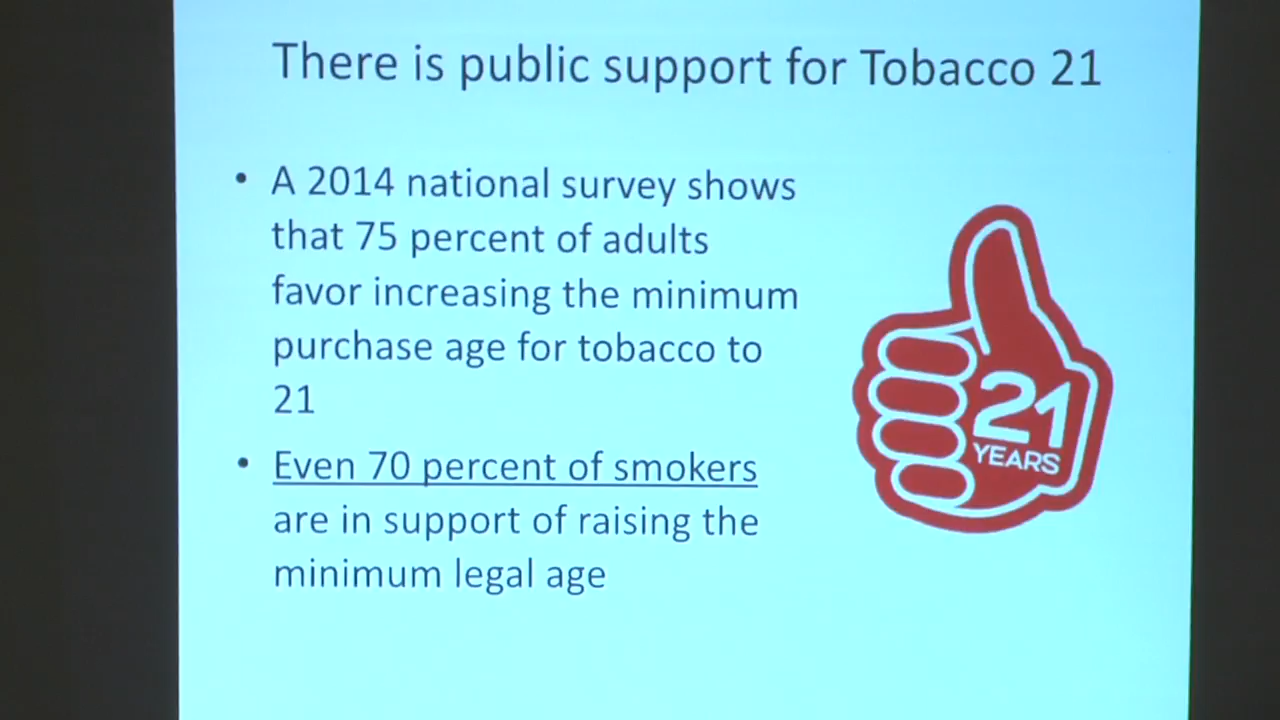 There is public support for Tobacco 21
• A 2014 national survey shows
that 75 percent of adults
favor increasing the minimum
purchase age for tobacco to
21
• Even 70 percent of smokers
are in support of raising the
minimum legal age
21
YEARS